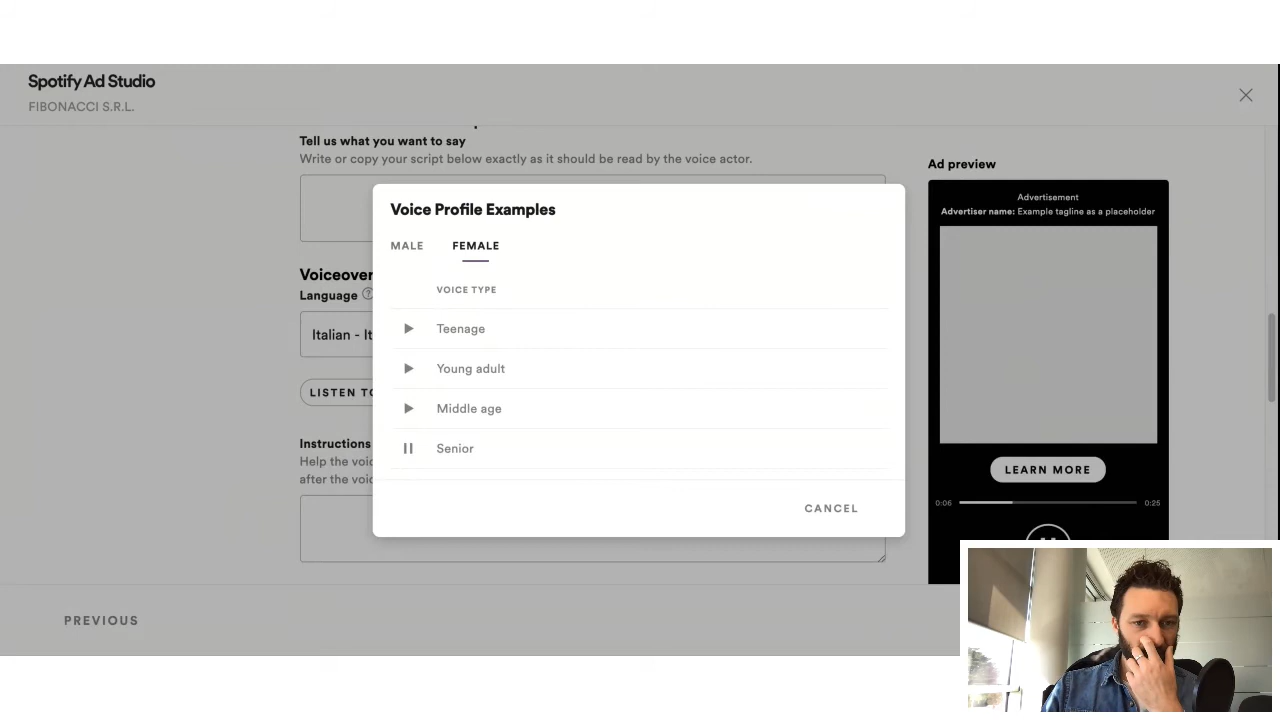 Spotify Ad Studio
FIBONACCI S.R.L.
Tell us what you want to say
Write or copy your script below exactly as it should be read by the voice actor.
Voiceover
Language ?
Italian - It
LISTEN TO
Instructions
Help the voic
after the voic
Voice Profile Examples
MALE FEMALE
VOICE TYPE
Teenage
Young adult
Middle age
Senior
CANCEL
Ad preview
Advertisement
Advertiser name: Example tagline as a placeholder
LEARN MORE
0:06 0:25
PREVIOUS